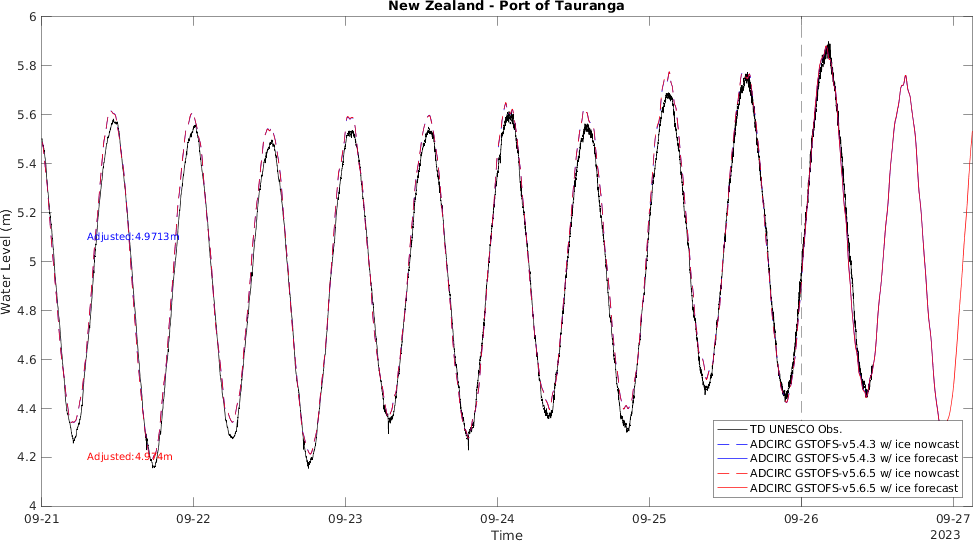 New Zealand - Port of Tauranga
6
5.8
5.6
5.4
5.2
5
4.8
4.6
4.4
4.2
4
Water Level (m)
Adjusted:4.9713m
Adjusted:4.934m
TD UNESCO Obs.
ADCIRC GSTOFS-v5.4.3 w/ ice nowcast
ADCIRC GSTOFS-v5.4.3 w/ ice forecast
ADCIRC GSTOFS-v5.6.5 w/ ice nowcast
ADCIRC GSTOFS-v5.6.5 w/ ice forecast
09-21 09-22 09-23 09-24 09-25 09-26 09-27
Time 2023